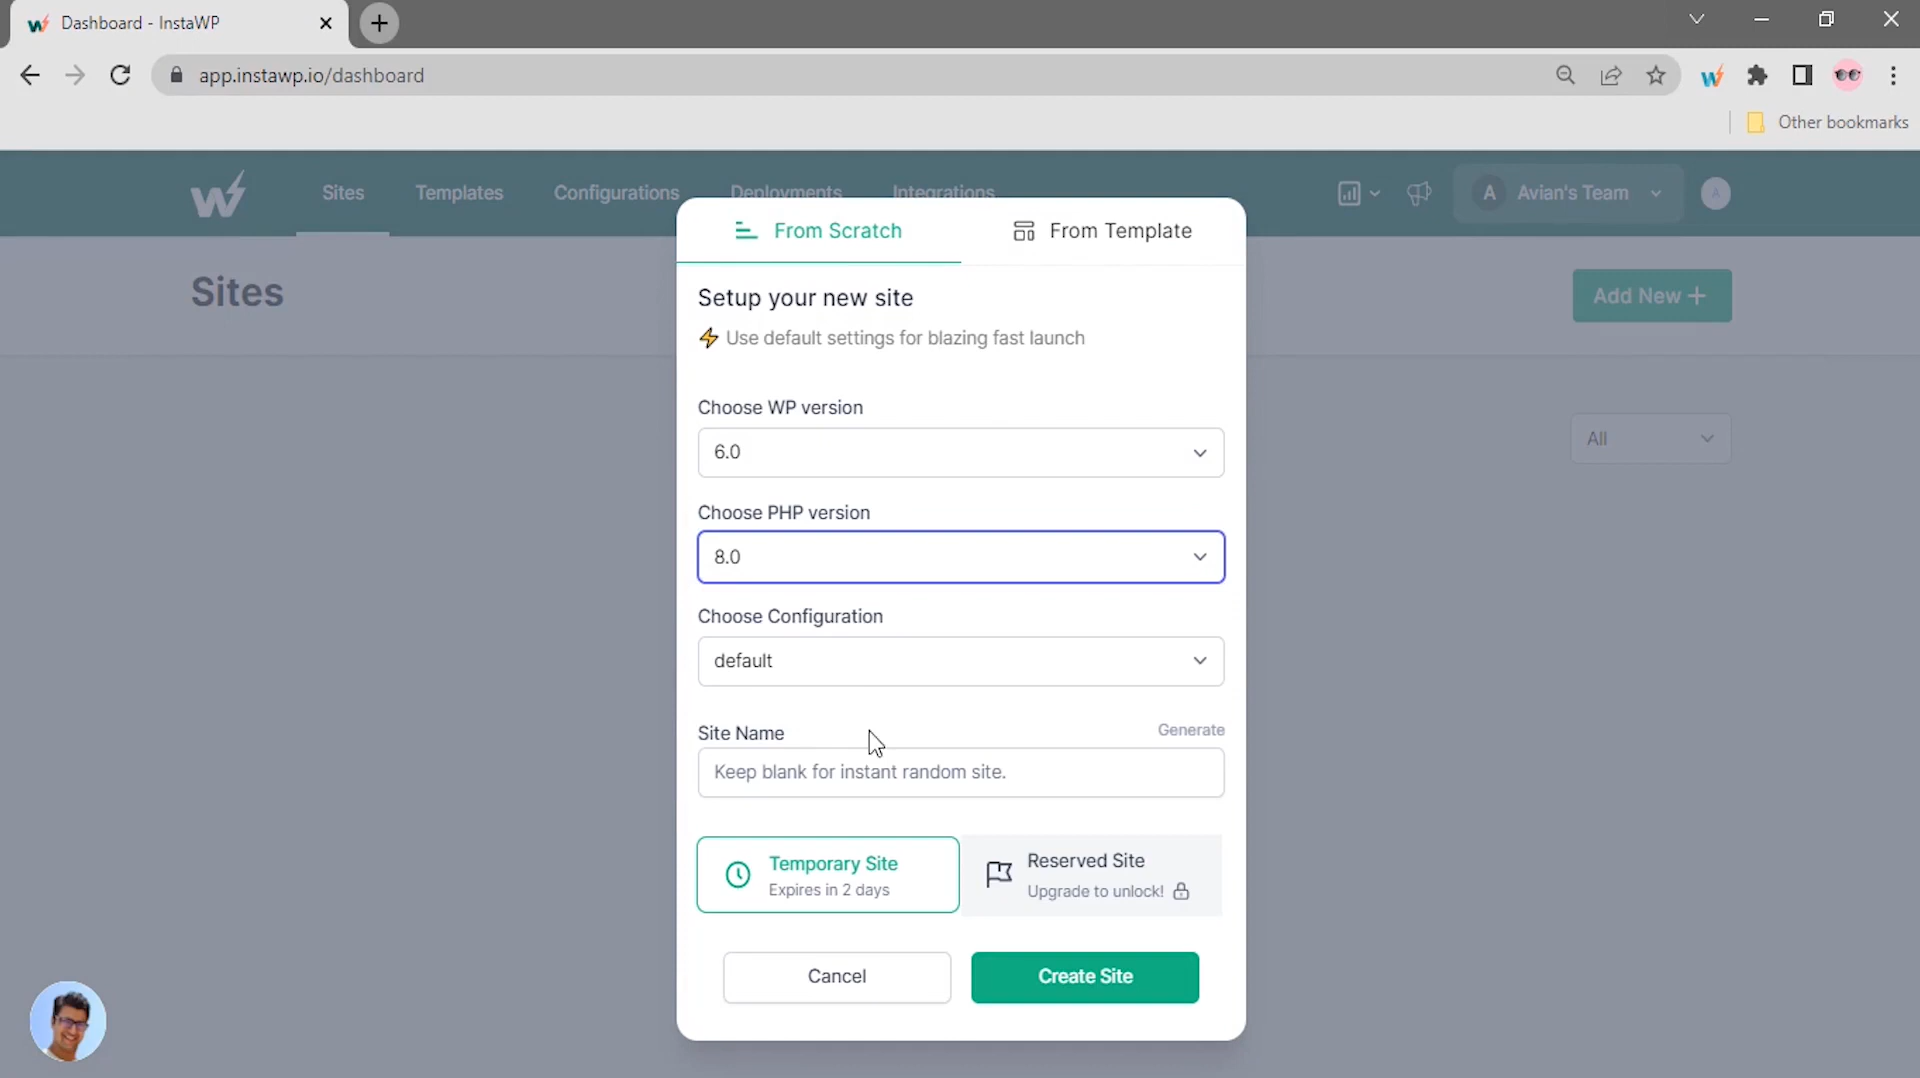 Dashboard - InstaWP
app.instawp.io/dashboard
Other bookmarks
Sites
Templates
Configurations
Deployments
Integrations
A
Avian's Team
A
Sites
Add New +
All
From Scratch
From Template
Setup your new site
Use default settings for blazing fast launch
Choose WP version
6.0
Choose PHP version
8.0
Choose Configuration
default
Site Name
Generate
Keep blank for instant random site.
Temporary Site
Expires in 2 days
Reserved Site
Upgrade to unlock!
Cancel
Create Site